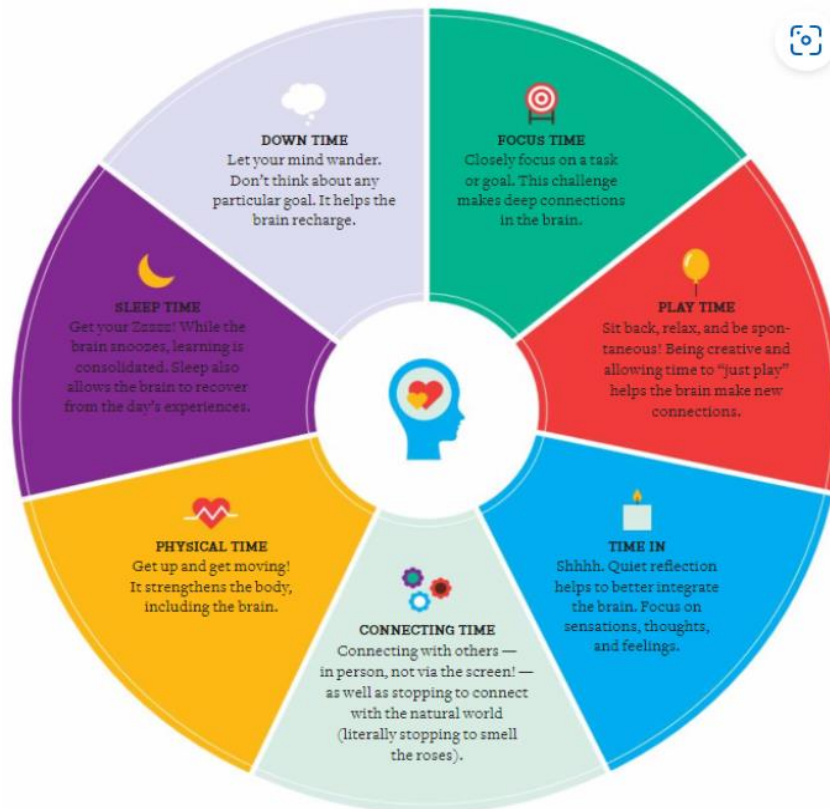 DOWN TIME
Let your mind wander.
Don't think about any
particular goal. It helps the
brain recharge.
FOCUS TIME
Closely focus on a task
or goal. This challenge
makes deep connections
in the brain.
SLEEP TIME
Get your Zzzzz! While the
brain snoozes, learning is
consolidated. Sleep also
allows the brain to recover
from the day's experiences.
PLAY TIME
Sit back, relax, and be spon-
taneous! Being creative and
allowing time to “just play”
helps the brain make new
connections.
PHYSICAL TIME
Get up and get moving!
It strengthens the body,
including the brain.
TIME IN
Shhhh. Quiet reflection
helps to better integrate
the brain. Focus on
sensations, thoughts,
and feelings.
CONNECTING TIME
Connecting with others —
in person, not via the screen! —
as well as stopping to connect
with the natural world
(literally stopping to smell
the roses).